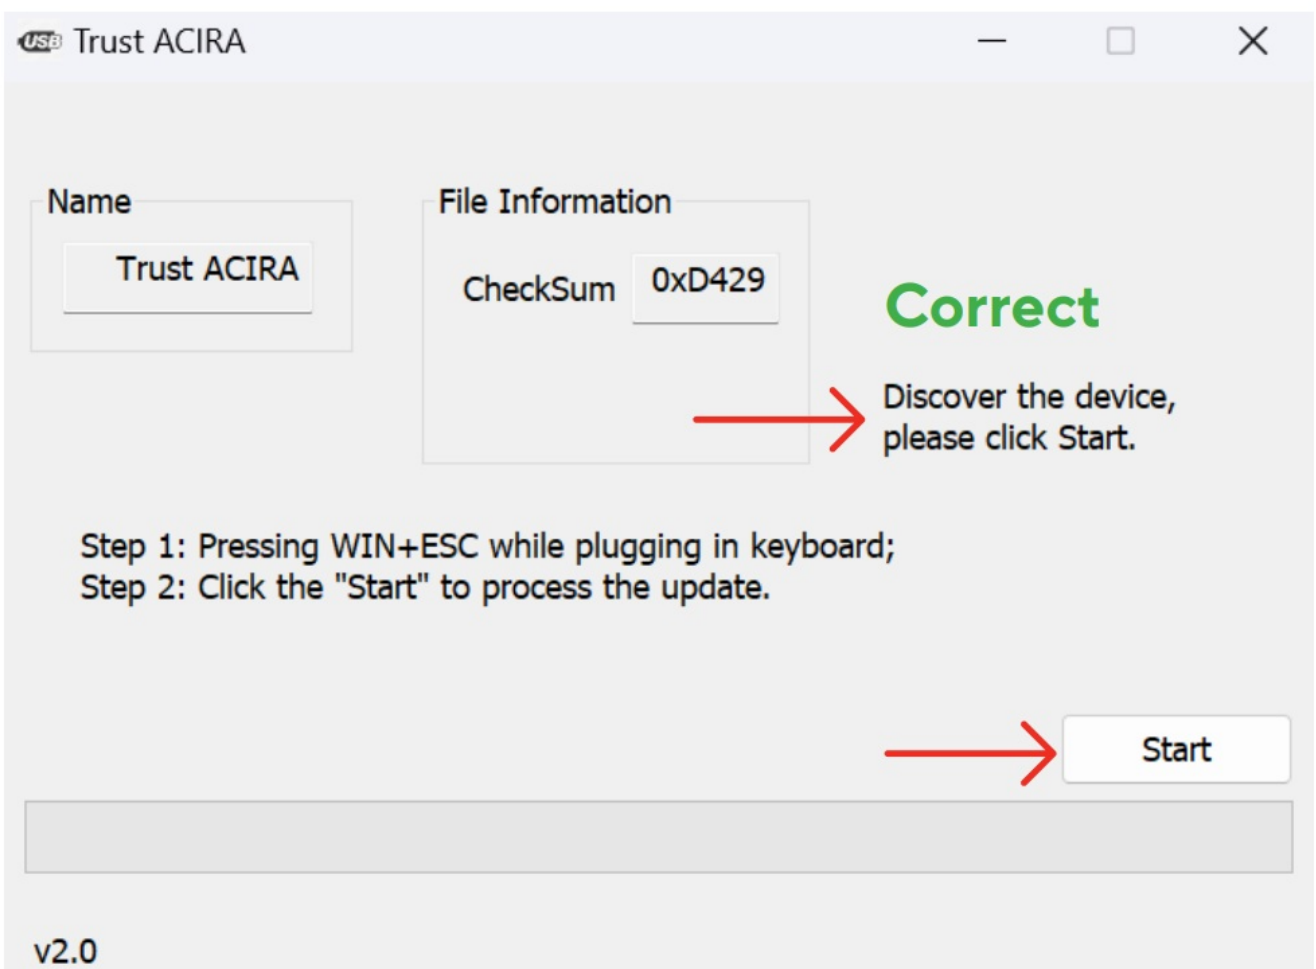 USB Trust ACIRA
Name
Trust ACIRA
File Information
CheckSum 0xD429
Correct
Discover the device,
please click Start.
Step 1: Pressing WIN+ESC while plugging in keyboard;
Step 2: Click the "Start" to process the update.
Start
v2.0